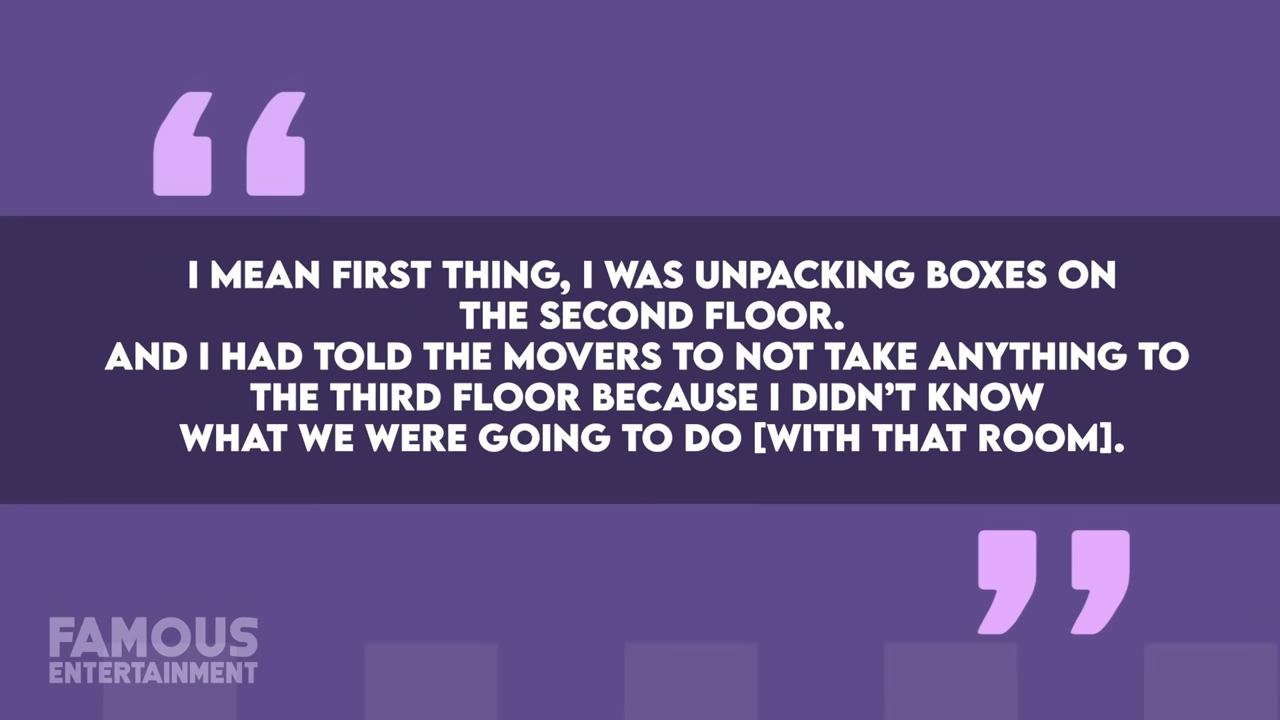 I MEAN FIRST THING, I WAS UNPACKING BOXES ON
THE SECOND FLOOR.
AND I HAD TOLD THE MOVERS TO NOT TAKE ANYTHING TO
THE THIRD FLOOR BECAUSE I DIDN’T KNOW
WHAT WE WERE GOING TO DO [WITH THAT ROOM].
FAMOUS
ENTERTAINMENT